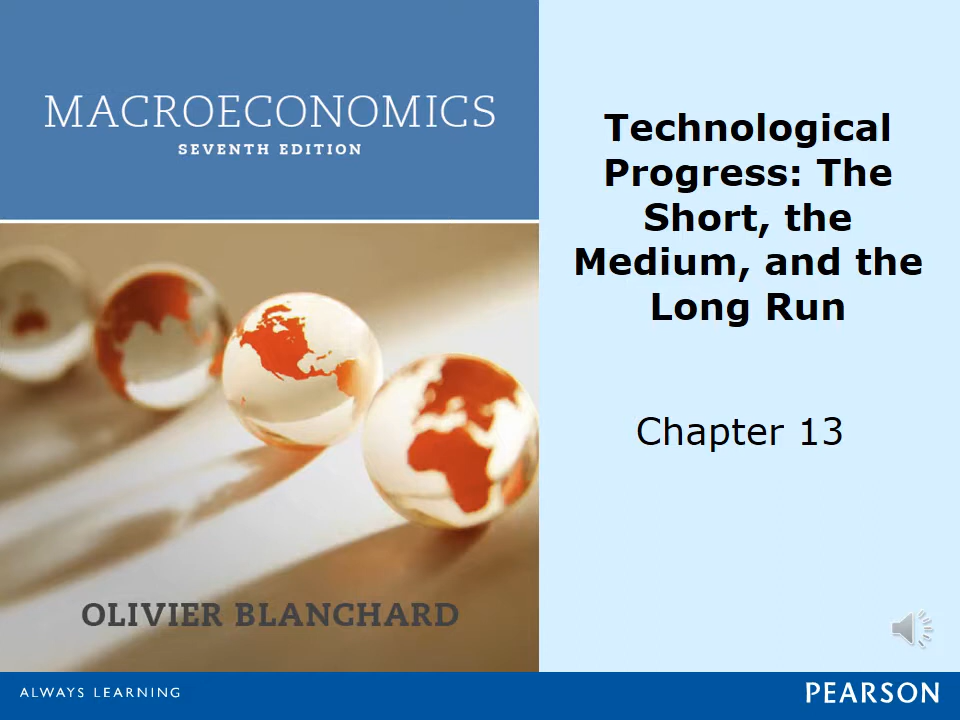 MACROECONOMICS
SEVENTH EDITION
OLIVIER BLANCHARD
Technological
Progress: The
Short, the
Medium, and the
Long Run
Chapter 13
ALWAYS LEARNING
PEARSON